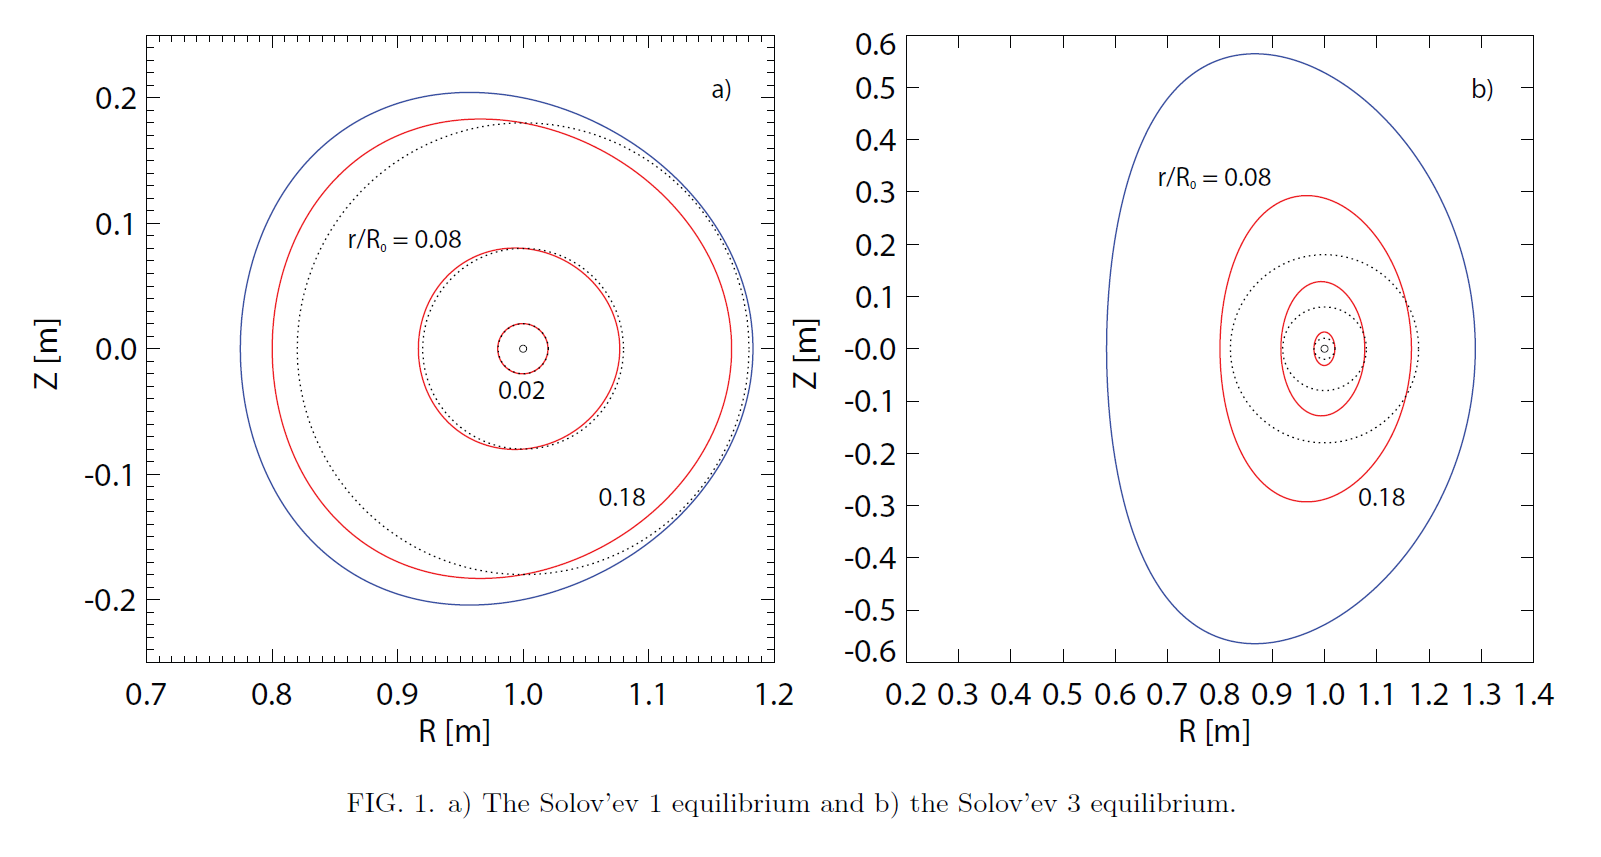 a)
0.2
0.1
0.0
-0.1
-0.2
Z [m]
r/R₀ = 0.08
0.02
0.18
0.7 0.8 0.9 1.0 1.1 1.2
R [m]
b)
0.6
0.5
0.4
0.3
0.2
0.1
-0.0
-0.1
-0.2
-0.3
-0.4
-0.5
-0.6
Z [m]
r/R₀ = 0.08
0.18
0.2 0.3 0.4 0.5 0.6 0.7 0.8 0.9 1.0 1.1 1.2 1.3 1.4
R [m]
FIG. 1. a) The Solov'ev 1 equilibrium and b) the Solov'ev 3 equilibrium.